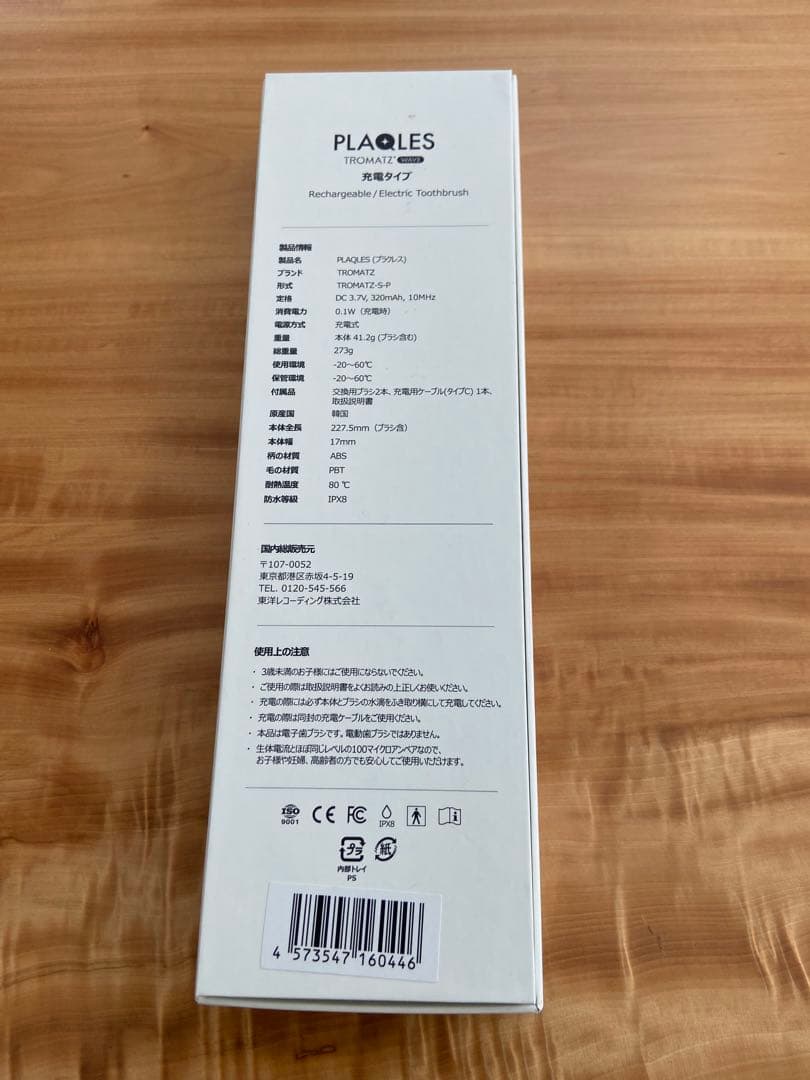 PLAQLES
TROMATZ® WAVE
充電タイプ
Rechargeable / Electric Toothbrush
製品情報
製品名 PLAQLES (プラクレス)
ブランド TROMATZ
形式 TROMATZ-S-P
定格 DC 3.7V, 320mAh, 10MHz
消費電力 0.1W（充電時）
電源方式 充電式
重量 本体 41.2g (ブラシ含む)
総重量 273g
使用環境 -20～60℃
保管環境 -20～60℃
付属品 交換用ブラシ2本、充電用ケーブル(タイプC) 1本、
取扱説明書
原産国 韓国
本体全長 227.5mm（ブラシ含）
本体幅 17mm
柄の材質 ABS
毛の材質 PBT
耐熱温度 80 ℃
防水等級 IPX8
国内総販売元
〒107-0052
東京都港区赤坂4-5-19
TEL. 0120-545-566
東洋レコーディング株式会社
使用上の注意
・ 3歳未満のお子様にはご使用にならないでください。
・ ご使用の際は取扱説明書をよくお読みの上正しくお使いください。
・ 充電の際には必ず本体とブラシの水滴をふき取り横にして充電してください。
・ 充電の際は同封の充電ケーブルをご使用ください。
・ 本品は電子歯ブラシです。電動歯ブラシではありません。
・ 生体電流とほぼ同じレベルの100マイクロアンペアなので、
お子様や妊婦、高齢者の方でも安心してご使用いただけます。
ISO 9001 CE FC IPX8 i
プラ 紙
内部トレイ
PS
4 573547 160446